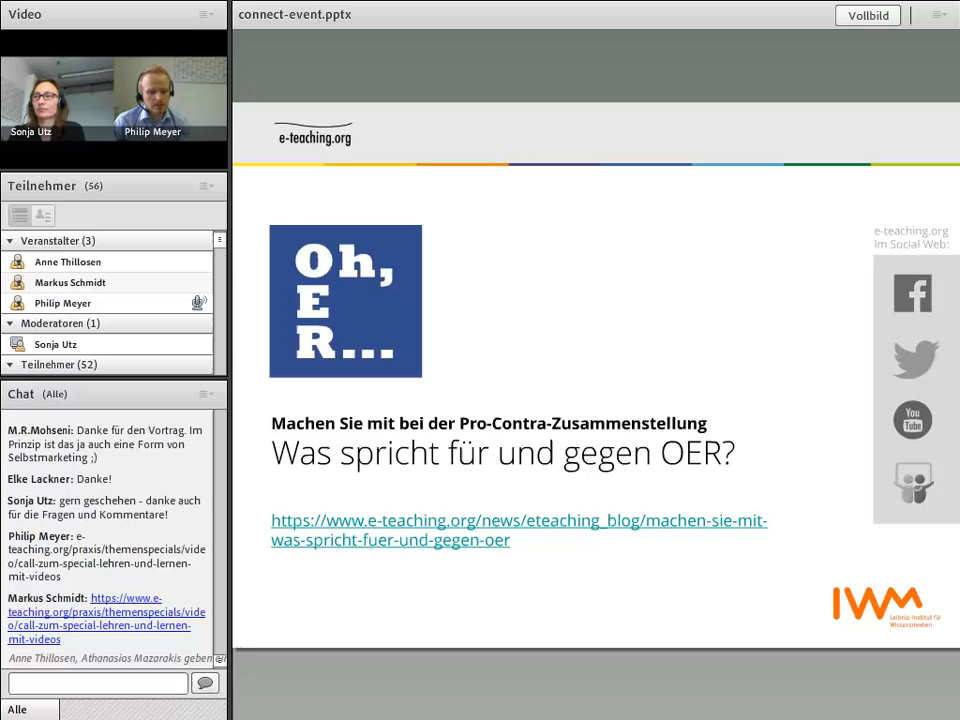 Video
Sonja Utz
Philip Meyer
Teilnehmer (56)
Veranstalter (3)
Anne Thillosen
Markus Schmidt
Philip Meyer
Moderatoren (1)
Sonja Utz
Teilnehmer (52)
Chat (Alle)
M.R.Mohseni: Danke für den Vortrag. Im
Prinzip ist das ja auch eine Form von
Selbstmarketing ;)
Elke Lackner: Danke!
Sonja Utz: gern geschehen - danke auch
für die Fragen und Kommentare!
Philip Meyer: e-
teaching.org/praxis/themenspecials/vide
o/call-zum-special-lehren-und-lernen-
mit-videos
Markus Schmidt: https://www.e-
teaching.org/praxis/themenspecials/vide
o/call-zum-special-lehren-und-lernen-
mit-videos
Anne Thillosen, Athanasios Mazarakis geben
Alle
connect-event.pptx
Vollbild
e-teaching.org
Oh,
E
R...
Machen Sie mit bei der Pro-Contra-Zusammenstellung
Was spricht für und gegen OER?
https://www.e-teaching.org/news/eteaching_blog/machen-sie-mit-
was-spricht-fuer-und-gegen-oer
e-teaching.org
im Social Web:
f
You
Tube
IWM
Leibniz-Institut für
Wissensmedien